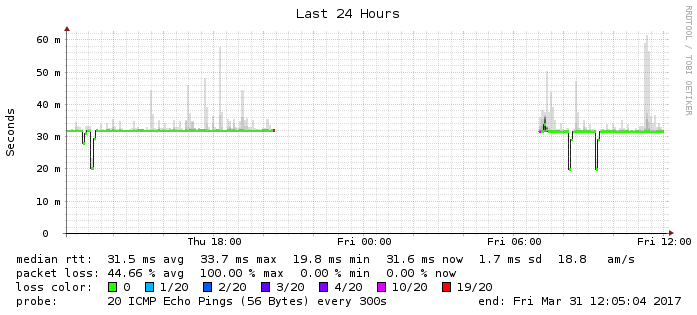 Last 24 Hours
RRDTOOL / TOBI OETIKER
Seconds
60 m
50 m
40 m
30 m
20 m
10 m
0
Thu 18:00 Fri 00:00 Fri 06:00 Fri 12:00
median rtt: 31.5 ms avg 33.7 ms max 19.8 ms min 31.6 ms now 1.7 ms sd 18.8 am/s
packet loss: 44.66 % avg 100.00 % max 0.00 % min 0.00 % now
loss color: 0 1/20 2/20 3/20 4/20 10/20 19/20
probe: 20 ICMP Echo Pings (56 Bytes) every 300s end: Fri Mar 31 12:05:04 2017